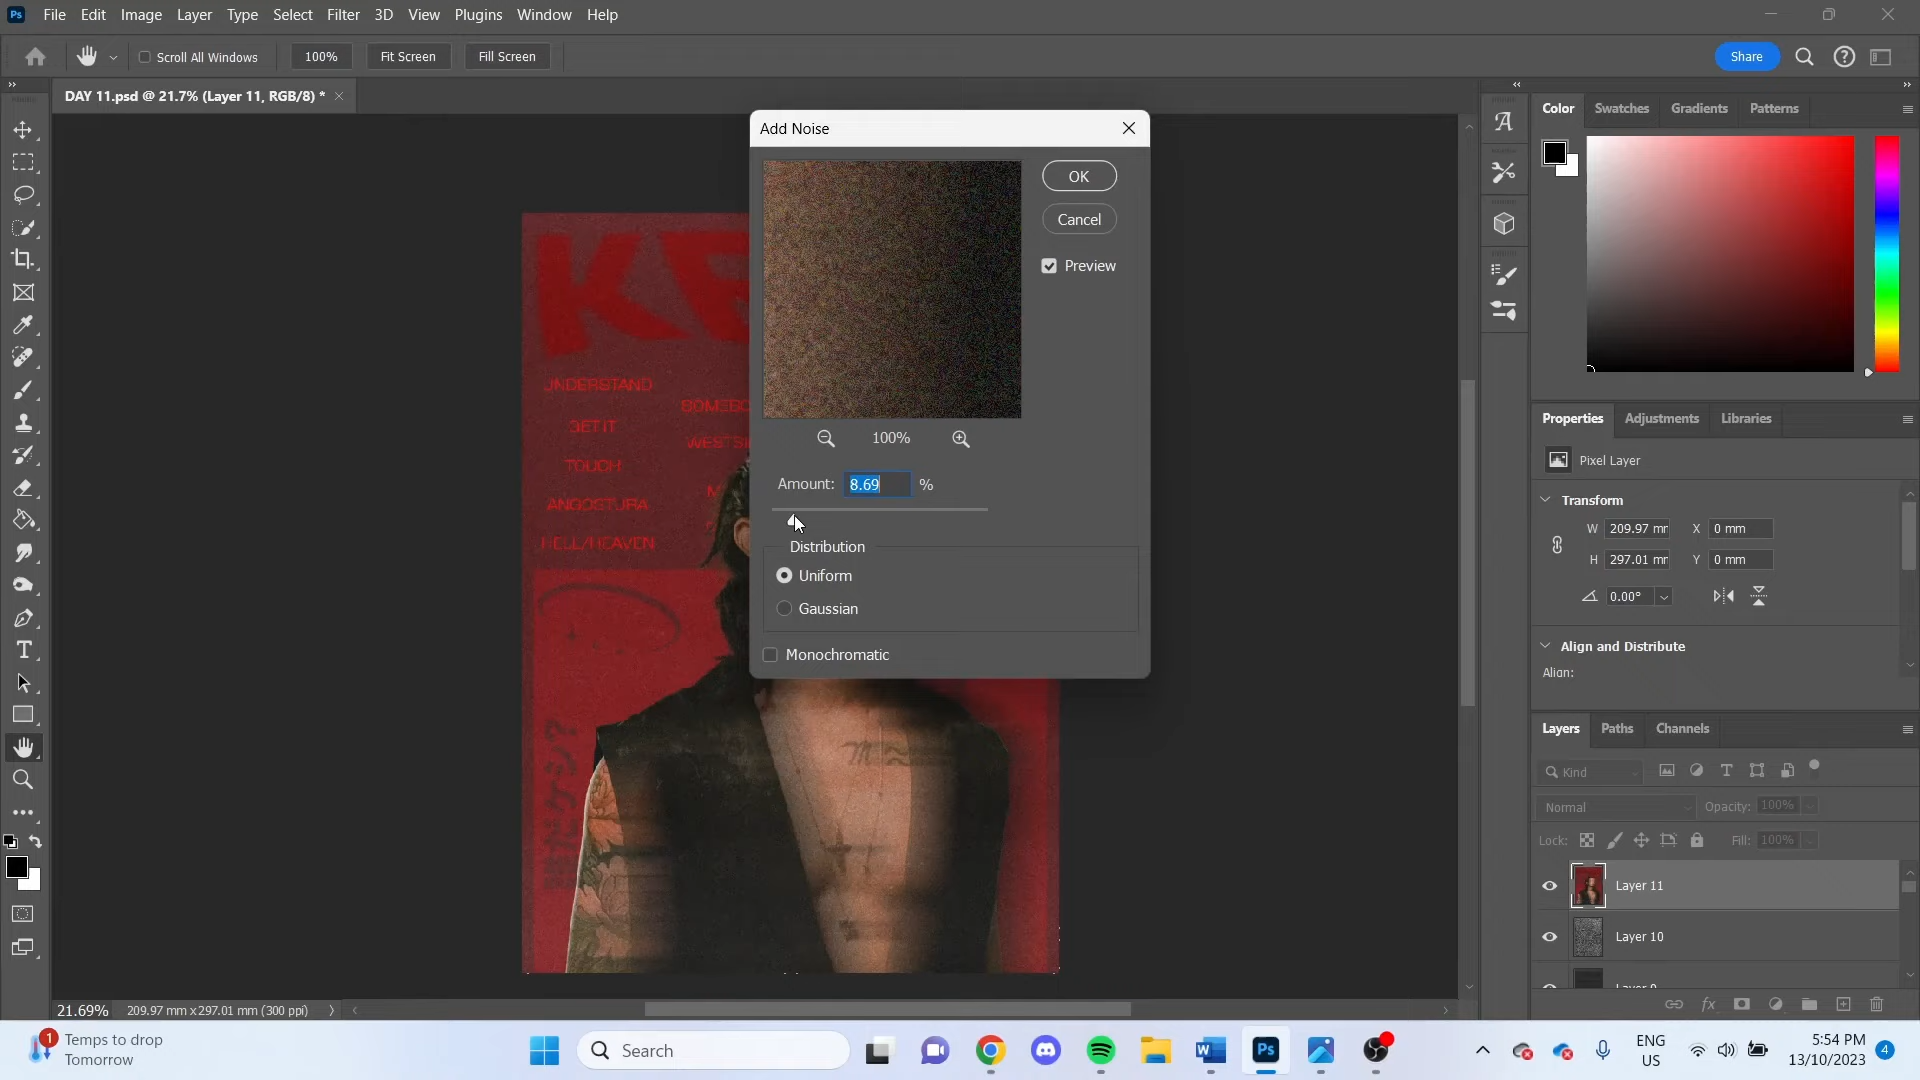 Ps File Edit Image Layer Type Select Filter 3D View Plugins Window Help
Scroll All Windows 100% Fit Screen Fill Screen Share
DAY 11.psd @ 21.7% (Layer 11, RGB/8) *
Add Noise
OK
Cancel
Preview
100%
Amount: 8.69 %
Distribution
Uniform
Gaussian
Monochromatic
UNDERSTAND
GET IT
TOUCH
ANGOSTURA
HELL/HEAVEN
Color Swatches Gradients Patterns
Properties Adjustments Libraries
Pixel Layer
Transform
W 209.97 mr X 0 mm
H 297.01 mr Y 0 mm
0.00°
Align and Distribute
Align:
Layers Paths Channels
Kind
Normal Opacity: 100%
Lock: Fill: 100%
Layer 11
Layer 10
21.69% 209.97 mm x 297.01 mm (300 ppi)
1 Temps to drop
Tomorrow
Search
Ps
ENG
US
5:54 PM
13/10/2023
4